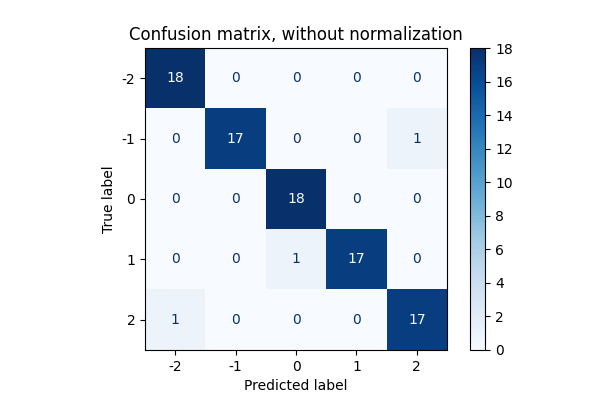 Confusion matrix, without normalization
18
-2 18 0 0 0 0
16
14
-1 0 17 0 0 1
12
10
True label
0 0 0 18 0 0
8
6
1 0 0 1 17 0
4
2 1 0 0 0 17
2
0
-2 -1 0 1 2
Predicted label